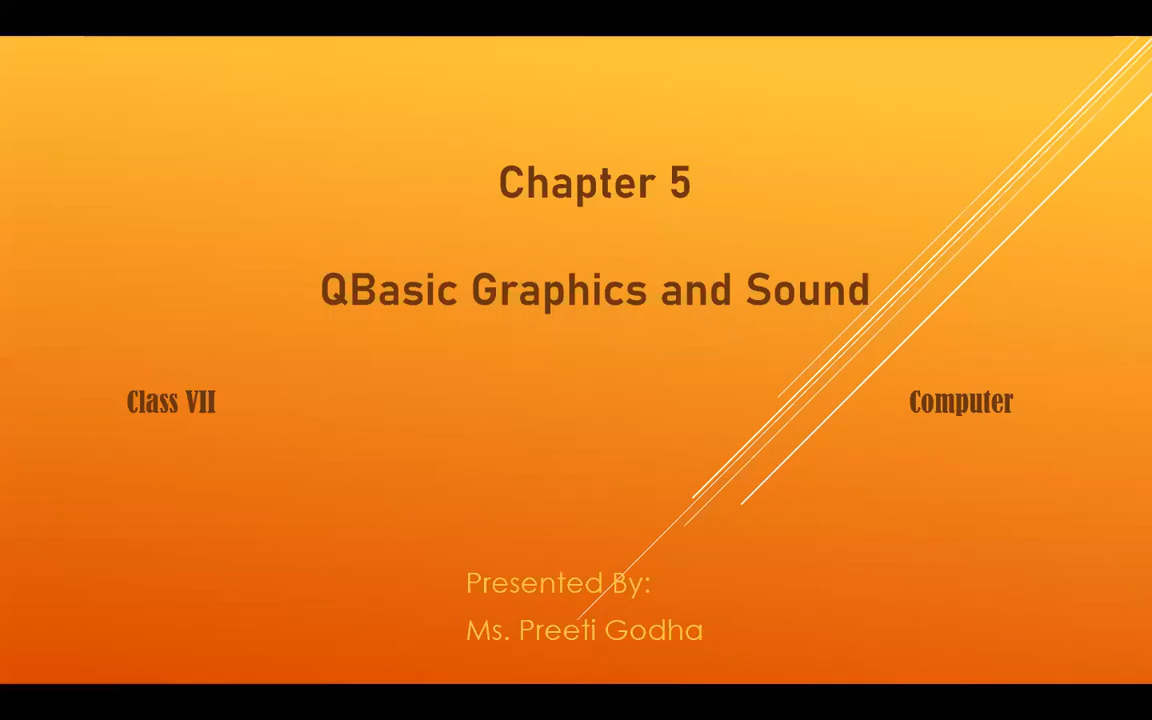 Chapter 5
QBasic Graphics and Sound
Class VII
Computer
Presented By:
Ms. Preeti Godha